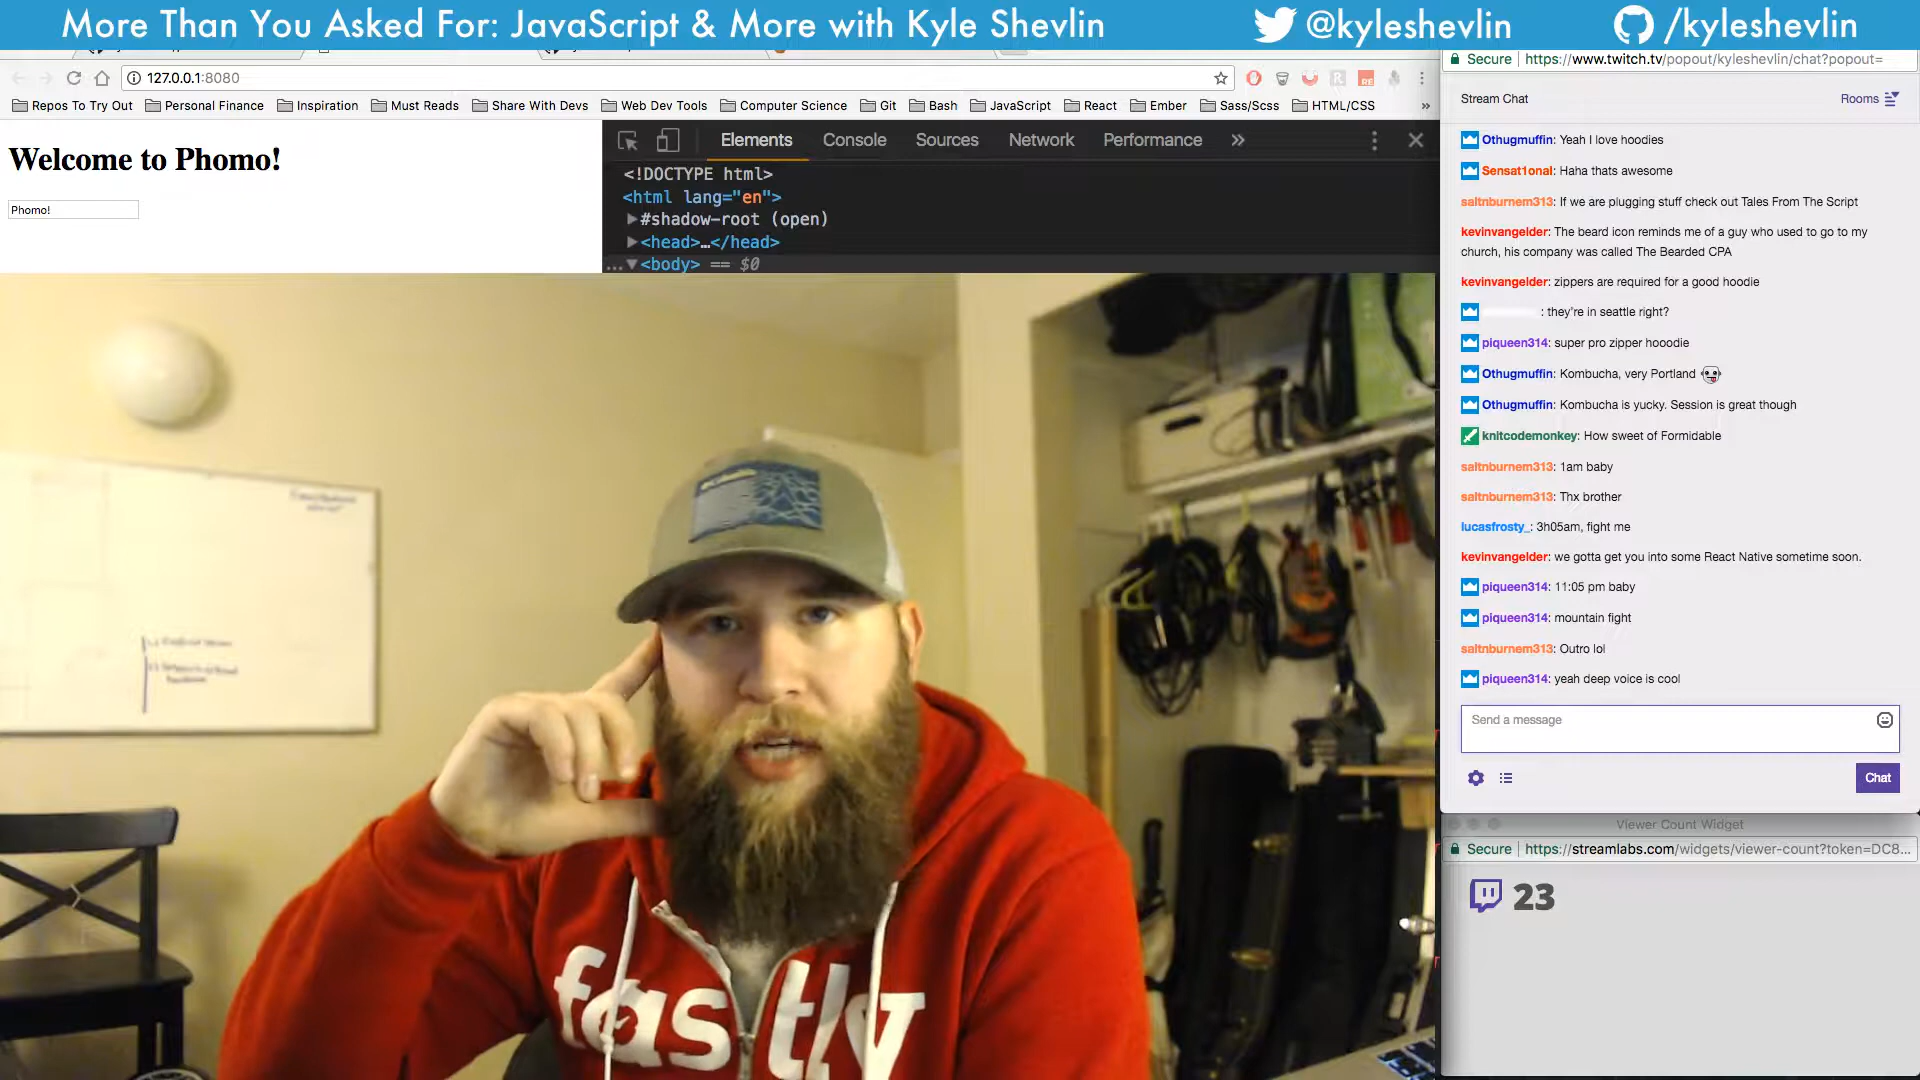 More Than You Asked For: JavaScript & More with Kyle Shevlin
@kyleshevlin
/kyleshevlin
127.0.0.1:8080
Repos To Try Out
Personal Finance
Inspiration
Must Reads
Share With Devs
Web Dev Tools
Computer Science
Git
Bash
JavaScript
React
Ember
Sass/Scss
HTML/CSS
»
Welcome to Phomo!
Phomo!
Elements
Console
Sources
Network
Performance
»
<!DOCTYPE html>
<html lang="en">
#shadow-root (open)
<head>…</head>
…<body> == $0
fastly
Secure
https://www.twitch.tv/popout/kyleshevlin/chat?popout=
Stream Chat
Rooms
Othugmuffin: Yeah I love hoodies
Sensat1onal: Haha thats awesome
saltnburnem313: If we are plugging stuff check out Tales From The Script
kevinvangelder: The beard icon reminds me of a guy who used to go to my
church, his company was called The Bearded CPA
kevinvangelder: zippers are required for a good hoodie
: they're in seattle right?
piqueen314: super pro zipper hooodie
Othugmuffin: Kombucha, very Portland
Othugmuffin: Kombucha is yucky. Session is great though
knitcodemonkey: How sweet of Formidable
saltnburnem313: 1am baby
saltnburnem313: Thx brother
lucasfrosty_: 3h05am, fight me
kevinvangelder: we gotta get you into some React Native sometime soon.
piqueen314: 11:05 pm baby
piqueen314: mountain fight
saltnburnem313: Outro lol
piqueen314: yeah deep voice is cool
Send a message
Chat
Viewer Count Widget
Secure
https://streamlabs.com/widgets/viewer-count?token=DC8...
23